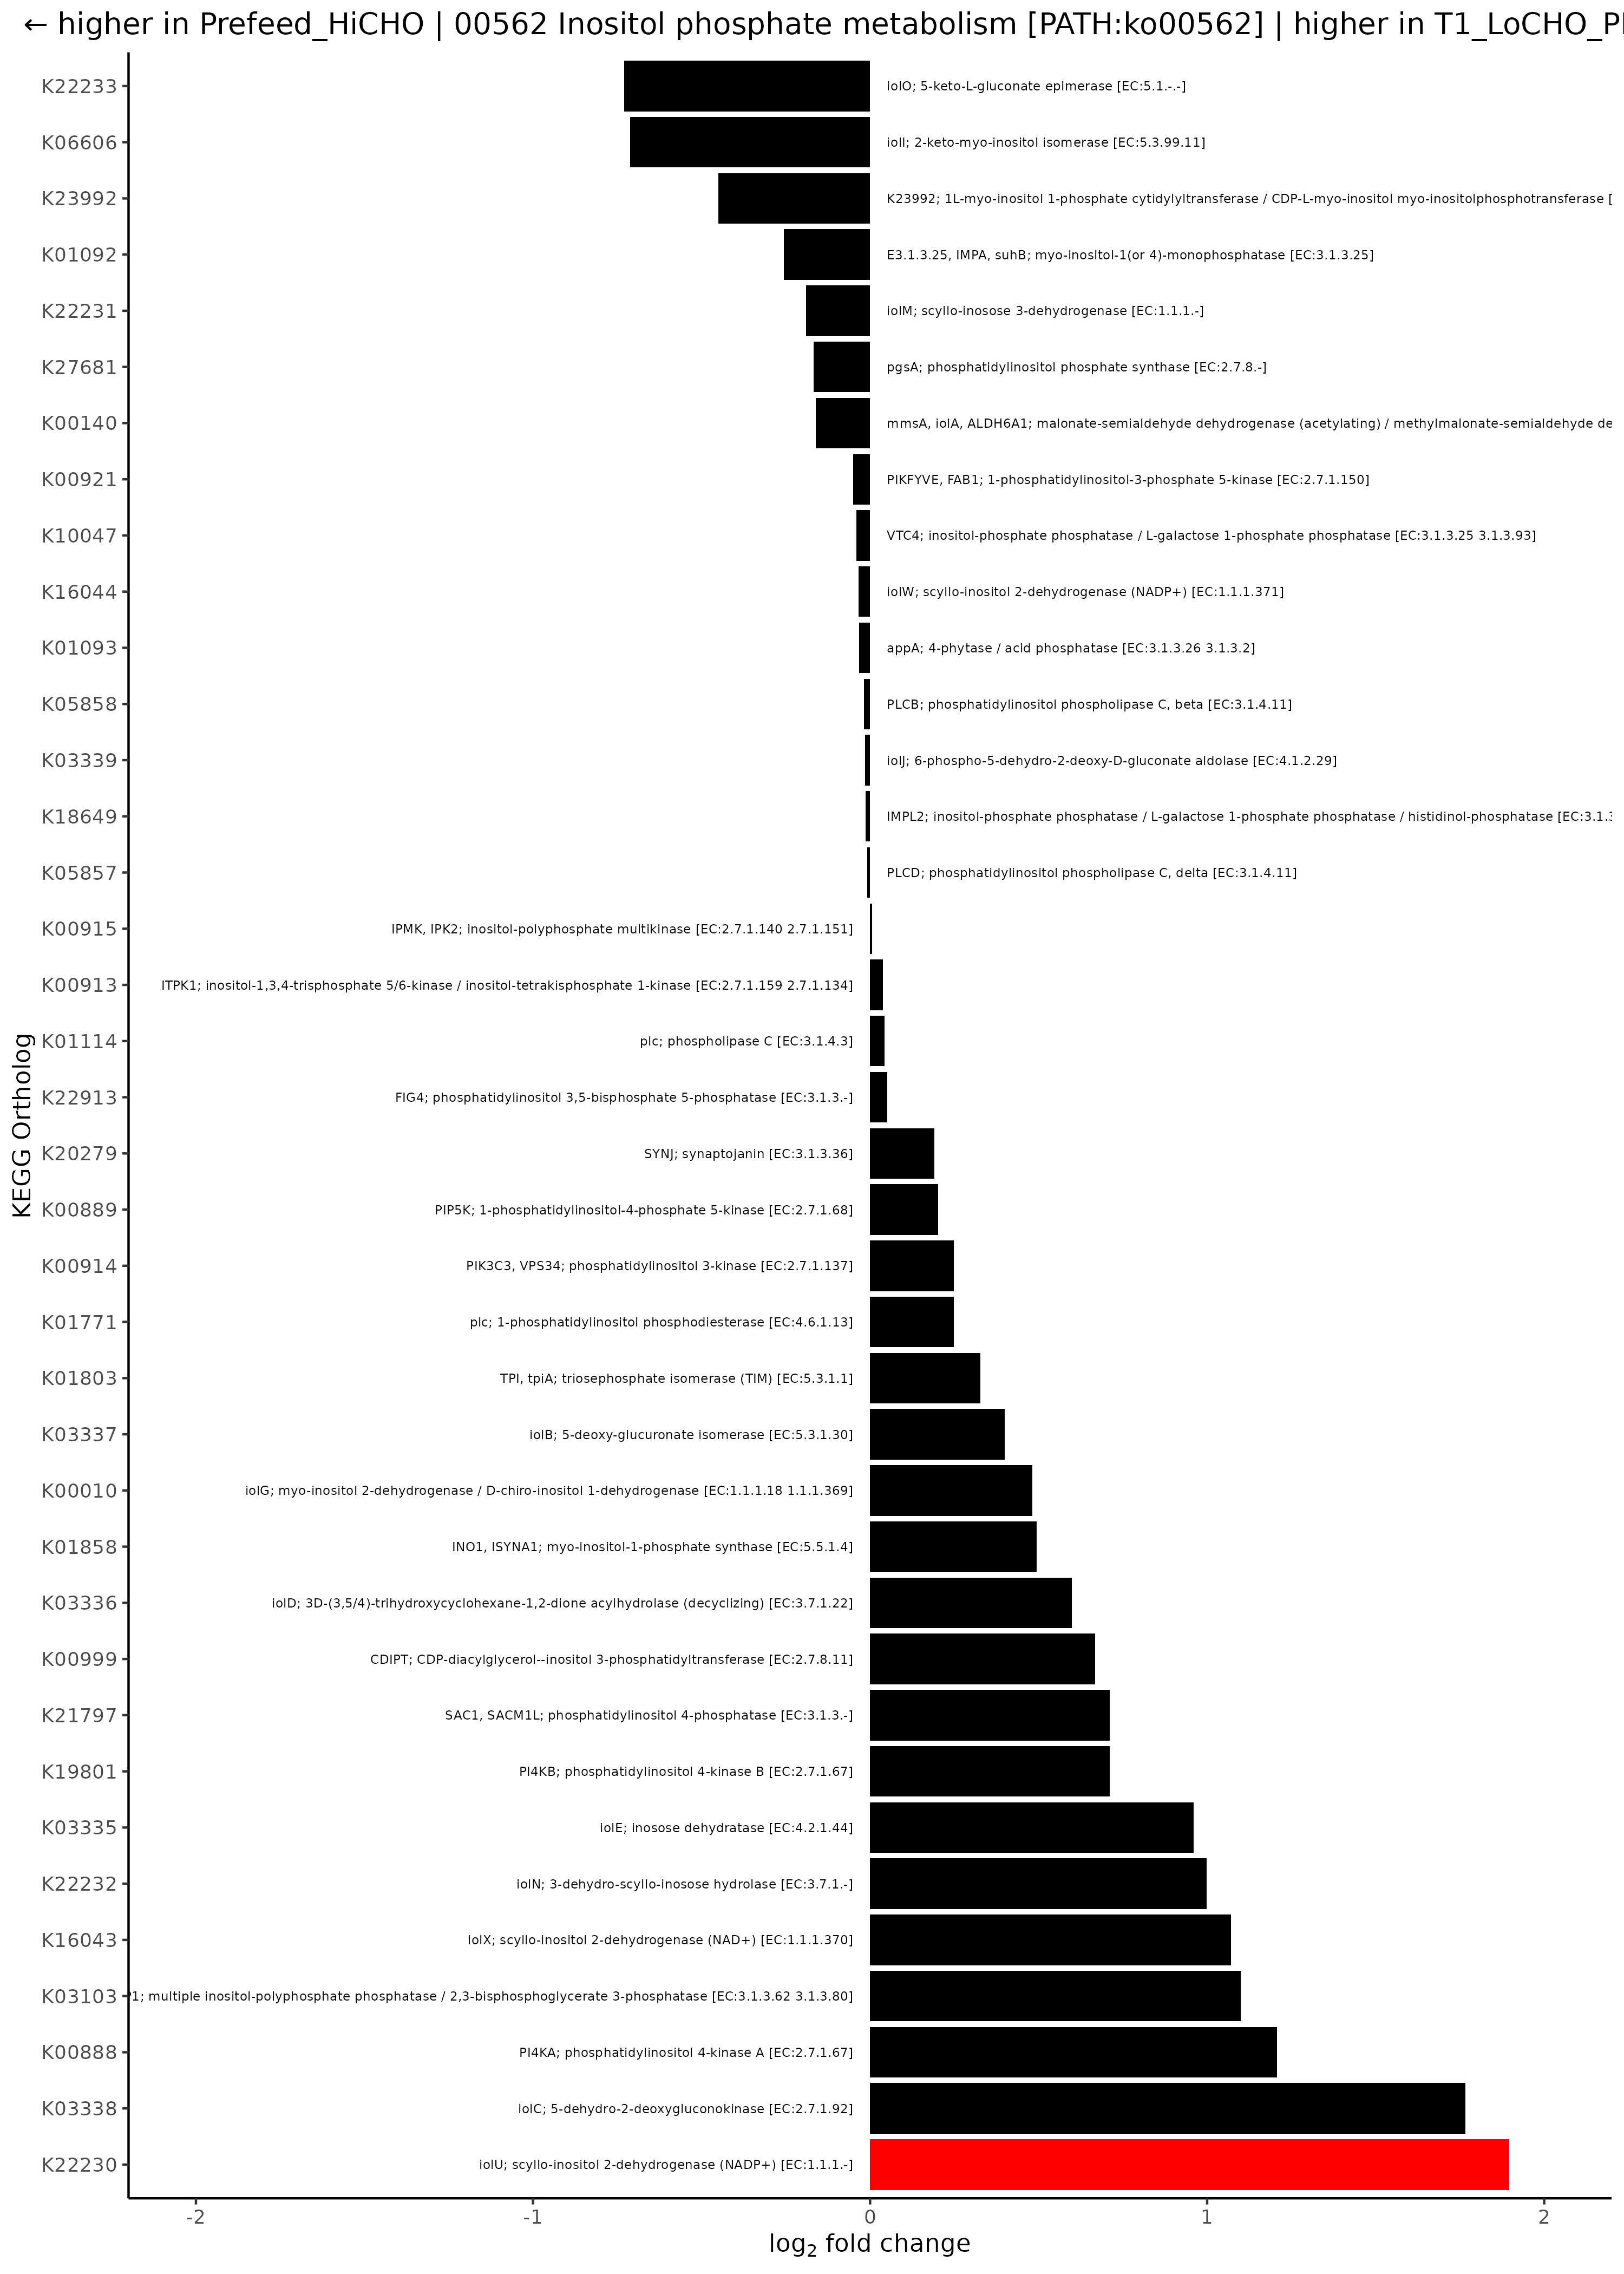 ← higher in Prefeed_HiCHO | 00562 Inositol phosphate metabolism [PATH:ko00562] | higher in
K22233 iolO; 5-keto-L-gluconate epimerase [EC:5.1.-.-]
K06606 iolI; 2-keto-myo-inositol isomerase [EC:5.3.99.11]
K23992 K23992; 1L-myo-inositol 1-phosphate cytidylyltransferase / CDP-L-myo-inositol myo-inositolphosphotransferase [
K01092 E3.1.3.25, IMPA, suhB; myo-inositol-1(or 4)-monophosphatase [EC:3.1.3.25]
K22231 iolM; scyllo-inosose 3-dehydrogenase [EC:1.1.1.-]
K27681 pgsA; phosphatidylinositol phosphate synthase [EC:2.7.8.-]
K00140 mmsA, iolA, ALDH6A1; malonate-semialdehyde dehydrogenase (acetylating) / methylmalonate-semialdehyde de
K00921 PIKFYVE, FAB1; 1-phosphatidylinositol-3-phosphate 5-kinase [EC:2.7.1.150]
K10047 VTC4; inositol-phosphate phosphatase / L-galactose 1-phosphate phosphatase [EC:3.1.3.25 3.1.3.93]
K16044 iolW; scyllo-inositol 2-dehydrogenase (NADP+) [EC:1.1.1.371]
K01093 appA; 4-phytase / acid phosphatase [EC:3.1.3.26 3.1.3.2]
K05858 PLCB; phosphatidylinositol phospholipase C, beta [EC:3.1.4.11]
K03339 iolJ; 6-phospho-5-dehydro-2-deoxy-D-gluconate aldolase [EC:4.1.2.29]
K18649 IMPL2; inositol-phosphate phosphatase / L-galactose 1-phosphate phosphatase / histidinol-phosphatase
K05857 PLCD; phosphatidylinositol phospholipase C, delta [EC:3.1.4.11]
K00915 IPMK, IPK2; inositol-polyphosphate multikinase [EC:2.7.1.140 2.7.1.151]
K00913 ITPK1; inositol-1,3,4-trisphosphate 5/6-kinase / inositol-tetrakisphosphate 1-kinase [EC:2.7.1.159 2.7.1.134]
K01114 plc; phospholipase C [EC:3.1.4.3]
K22913 FIG4; phosphatidylinositol 3,5-bisphosphate 5-phosphatase [EC:3.1.3.-]
K20279 SYNJ; synaptojanin [EC:3.1.3.36]
K00889 PIP5K; 1-phosphatidylinositol-4-phosphate 5-kinase [EC:2.7.1.68]
K00914 PIK3C3, VPS34; phosphatidylinositol 3-kinase [EC:2.7.1.137]
K01771 plc; 1-phosphatidylinositol phosphodiesterase [EC:4.6.1.13]
K01803 TPI, tpiA; triosephosphate isomerase (TIM) [EC:5.3.1.1]
K03337 iolB; 5-deoxy-glucuronate isomerase [EC:5.3.1.30]
K00010 iolG; myo-inositol 2-dehydrogenase / D-chiro-inositol 1-dehydrogenase [EC:1.1.1.18 1.1.1.369]
K01858 INO1, ISYNA1; myo-inositol-1-phosphate synthase [EC:5.5.1.4]
K03336 iolD; 3D-(3,5/4)-trihydroxycyclohexane-1,2-dione acylhydrolase (decyclizing) [EC:3.7.1.22]
K00999 CDIPT; CDP-diacylglycerol--inositol 3-phosphatidyltransferase [EC:2.7.8.11]
K21797 SAC1, SACM1L; phosphatidylinositol 4-phosphatase [EC:3.1.3.-]
K19801 PI4KB; phosphatidylinositol 4-kinase B [EC:2.7.1.67]
K03335 iolE; inosose dehydratase [EC:4.2.1.44]
K22232 iolN; 3-dehydro-scyllo-inosose hydrolase [EC:3.7.1.-]
K16043 iolX; scyllo-inositol 2-dehydrogenase (NAD+) [EC:1.1.1.370]
K03103 multiple inositol-polyphosphate phosphatase / 2,3-bisphosphoglycerate 3-phosphatase [EC:3.1.3.62 3.1.3.80]
K00888 PI4KA; phosphatidylinositol 4-kinase A [EC:2.7.1.67]
K03338 iolC; 5-dehydro-2-deoxygluconokinase [EC:2.7.1.92]
K22230 iolU; scyllo-inositol 2-dehydrogenase (NADP+) [EC:1.1.1.-]
-2 -1 0 1 2
log2 fold change
KEGG Ortholog